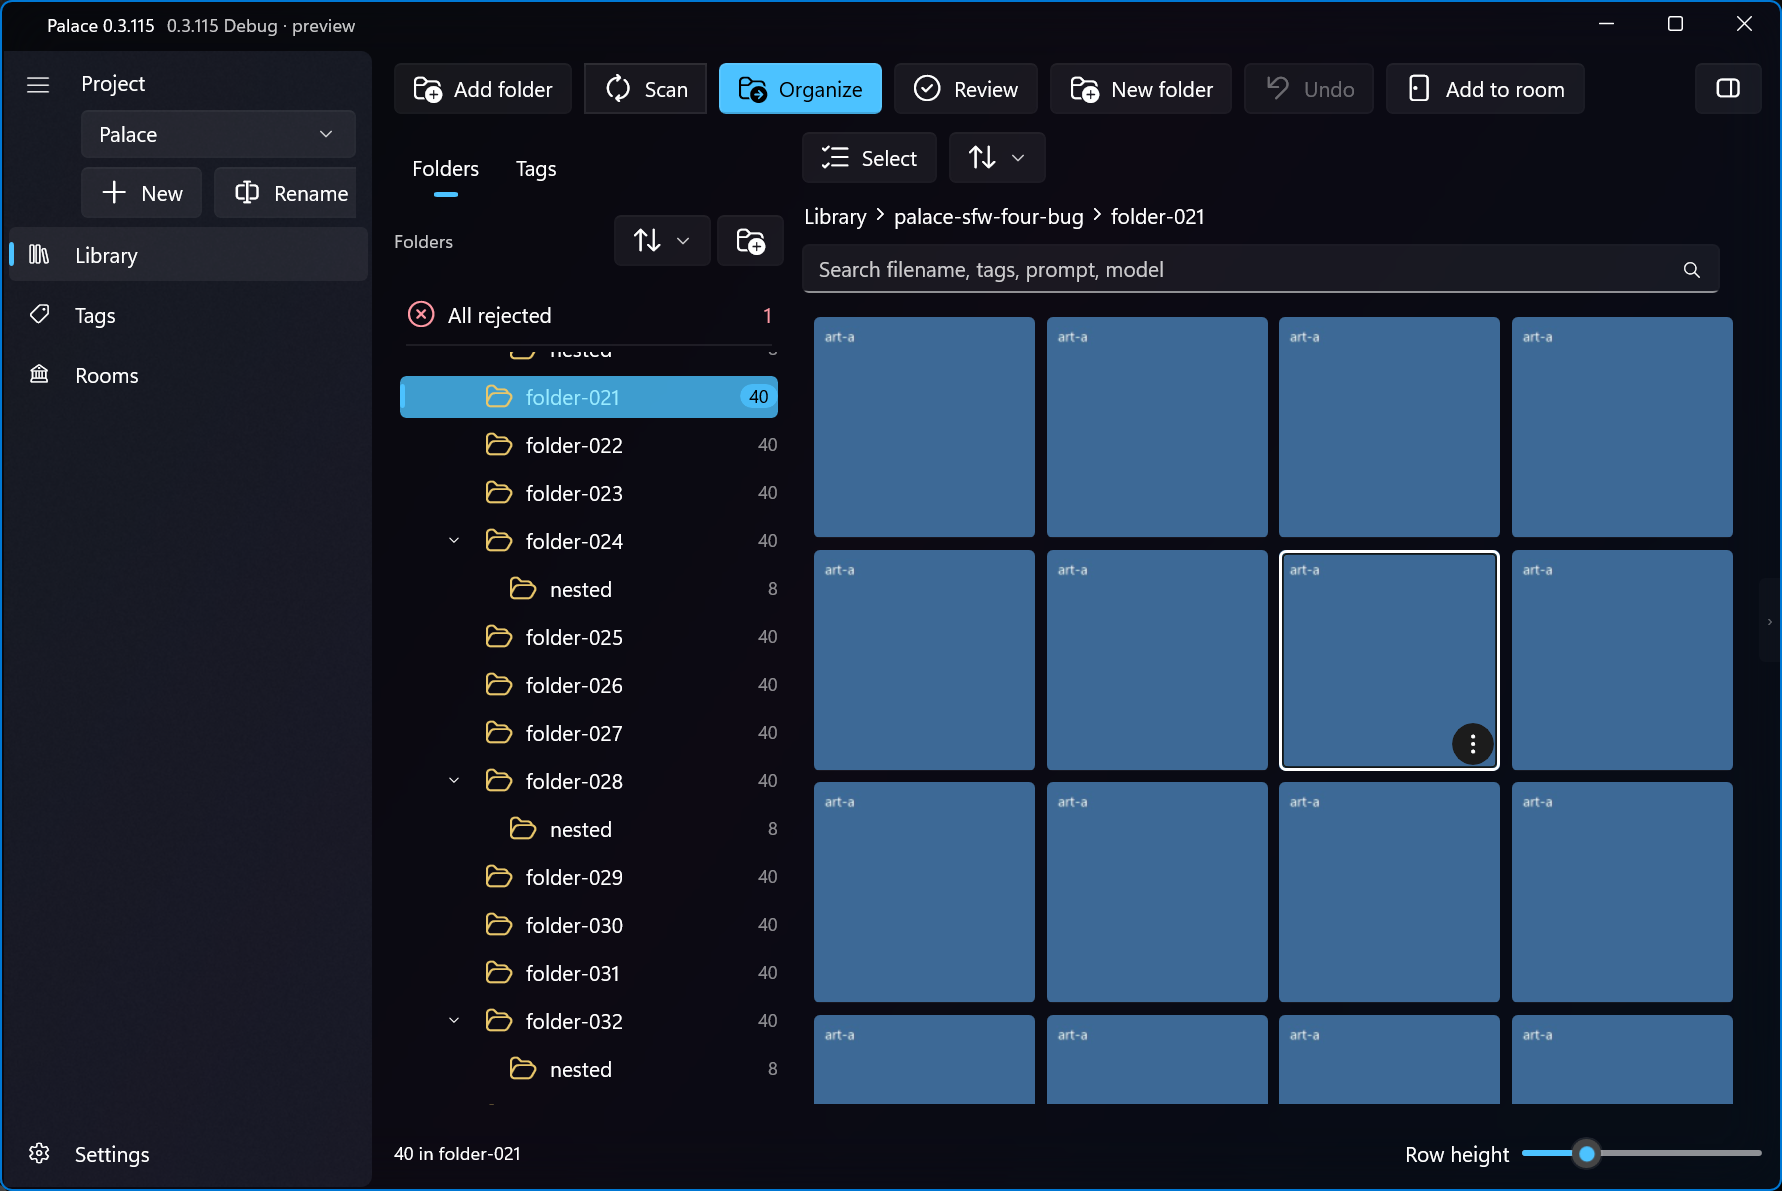 Palace 0.3.115 0.3.115 Debug · preview
Project
Palace
New
Rename
Library
Tags
Rooms
Settings
Add folder
Scan
Organize
Review
New folder
Undo
Add to room
Folders
Tags
Folders
All rejected 1
nested 8
folder-021 40
folder-022 40
folder-023 40
folder-024 40
nested 8
folder-025 40
folder-026 40
folder-027 40
folder-028 40
nested 8
folder-029 40
folder-030 40
folder-031 40
folder-032 40
nested 8
40 in folder-021
Select
Library > palace-sfw-four-bug > folder-021
Search filename, tags, prompt, model
art-a art-a art-a art-a
art-a art-a art-a art-a
art-a art-a art-a art-a
art-a art-a art-a art-a
Row height